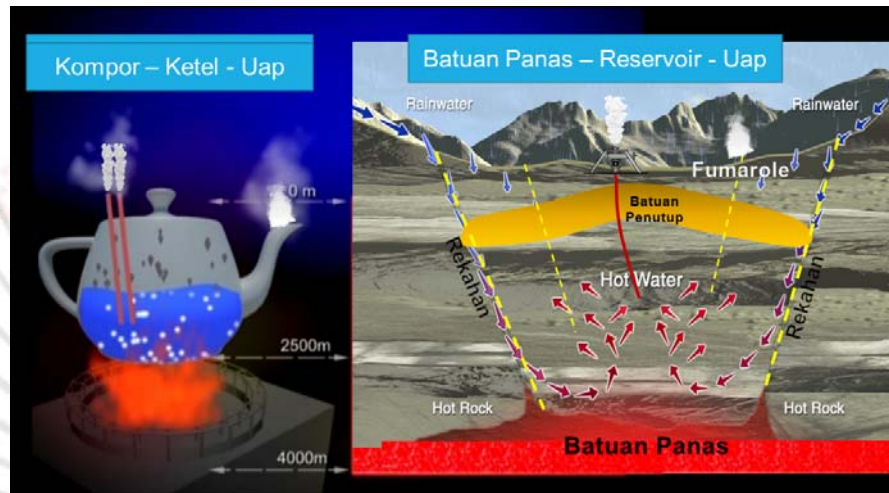 Kompor – Ketel - Uap
Batuan Panas – Reservoir - Uap
Rainwater
Rainwater
0 m
Fumarole
Batuan
Penutup
Rekahan
Hot Water
Rekahan
2500m
Hot Rock
Hot Rock
Batuan Panas
4000m